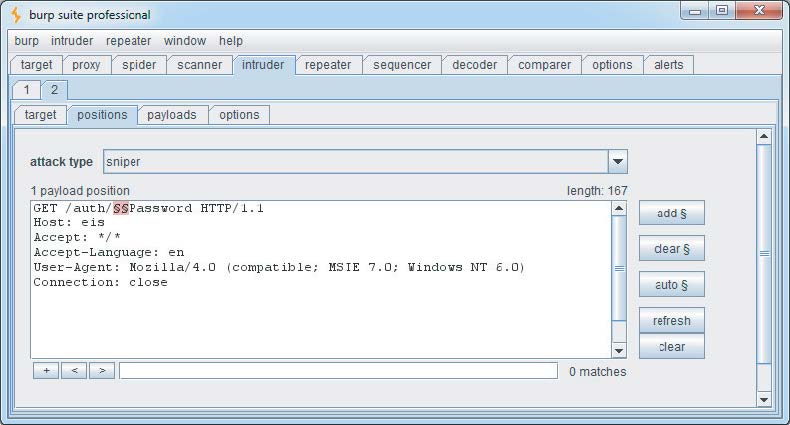 burp suite professional
burp intruder repeater window help
target proxy spider scanner intruder repeater sequencer decoder comparer options alerts
1 2
target positions payloads options
attack type sniper
1 payload position length: 167
GET /auth/§§Password HTTP/1.1
Host: eis
Accept: */*
Accept-Language: en
User-Agent: Mozilla/4.0 (compatible; MSIE 7.0; Windows NT 6.0)
Connection: close
add §
clear §
auto §
refresh
clear
+ < > 0 matches